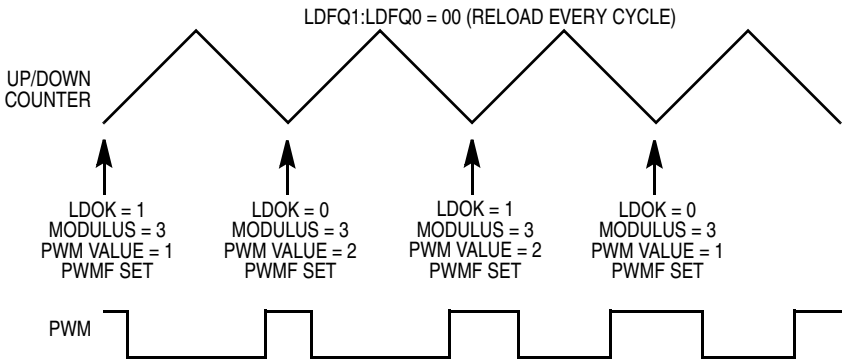 LDFQ1:LDFQ0 = 00 (RELOAD EVERY CYCLE)
UP/DOWN
COUNTER
LDOK = 1
MODULUS = 3
PWM VALUE = 1
PWMF SET
LDOK = 0
MODULUS = 3
PWM VALUE = 2
PWMF SET
LDOK = 1
MODULUS = 3
PWM VALUE = 2
PWMF SET
LDOK = 0
MODULUS = 3
PWM VALUE = 1
PWMF SET
PWM